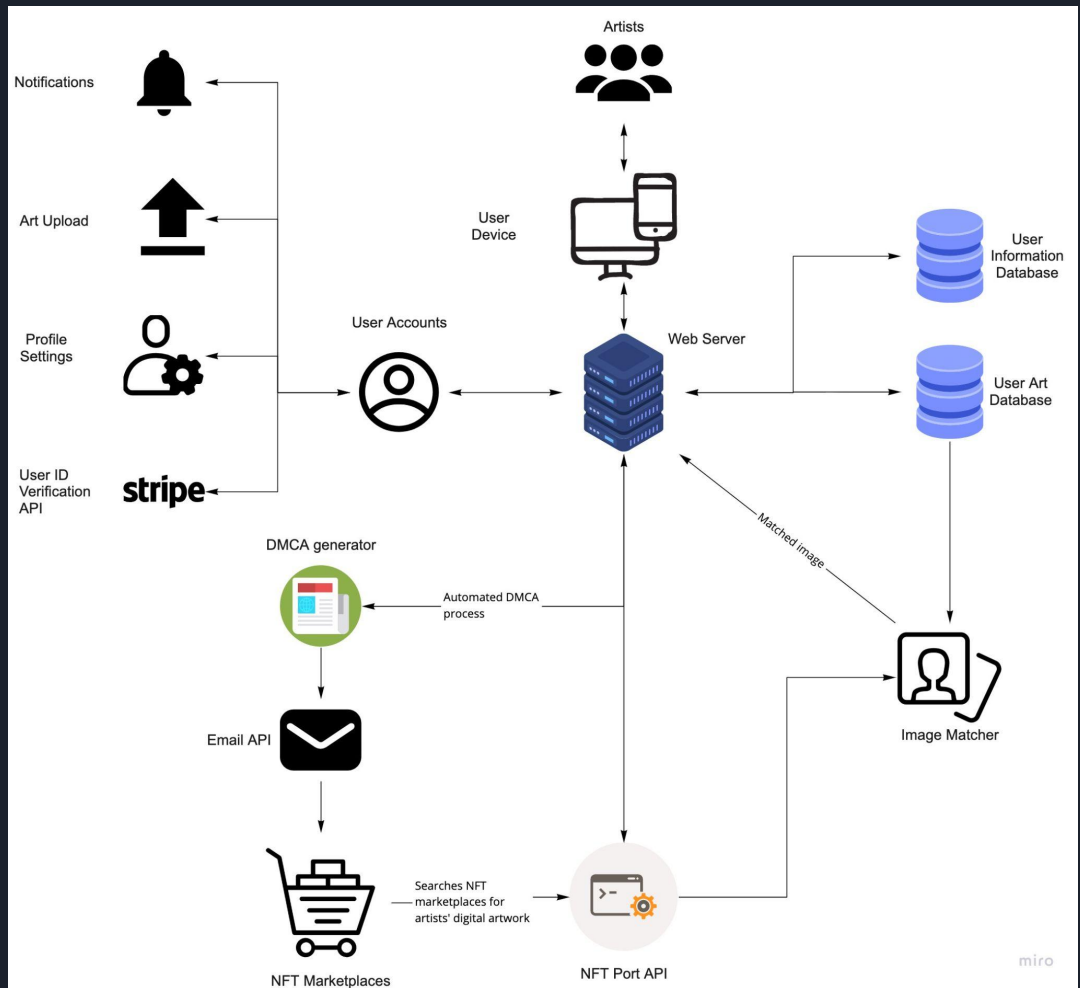 Artists
Notifications
Art Upload
User
Device
User
Information
Database
Profile
Settings
User Accounts
Web Server
User Art
Database
User ID
Verification
API
stripe
Matched image
DMCA generator
Automated DMCA
process
Email API
Image Matcher
Searches NFT
marketplaces for
artists' digital artwork
NFT Marketplaces
NFT Port API
miro